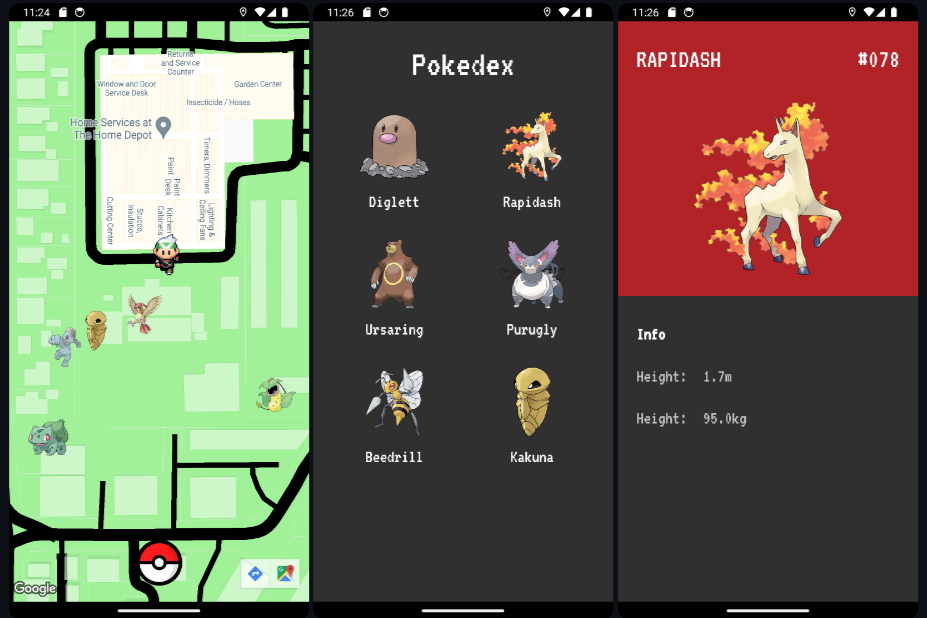 11:24
Returns
and Service
Counter
Window and Door
Service Desk
Garden Center
Insecticide / Hoses
Home Services at
The Home Depot
Timers, Dimmers
Paint
Desk
Paint
Cutting Center
Stucco,
Insulation
Kitchen
Cabinets
Lighting &
Ceiling Fans
Google
11:26
Pokedex
Diglett
Rapidash
Ursaring
Purugly
Beedrill
Kakuna
11:26
RAPIDASH
#078
Info
Height: 1.7m
Height: 95.0kg